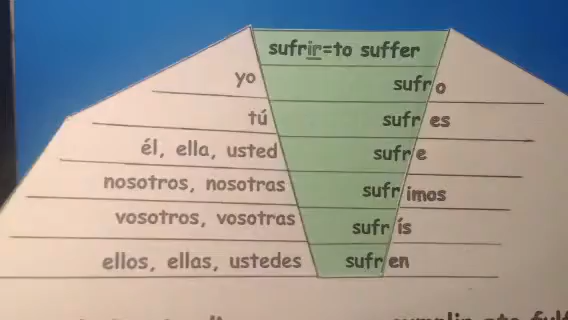 sufrir=to suffer
yo sufr o
tú sufr es
él, ella, usted sufr e
nosotros, nosotras sufr imos
vosotros, vosotras sufr ís
ellos, ellas, ustedes sufr en